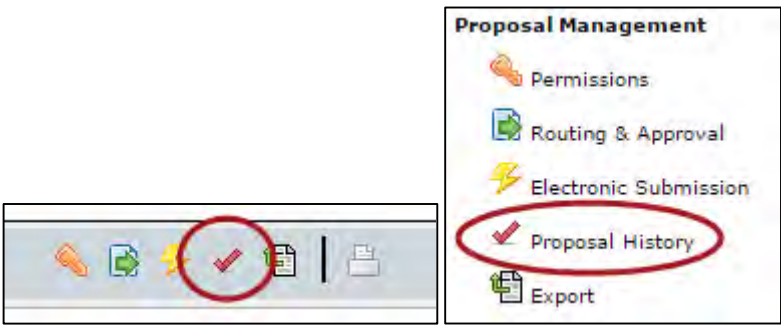 Proposal Management
Permissions
Routing & Approval
Electronic Submission
Proposal History
Export